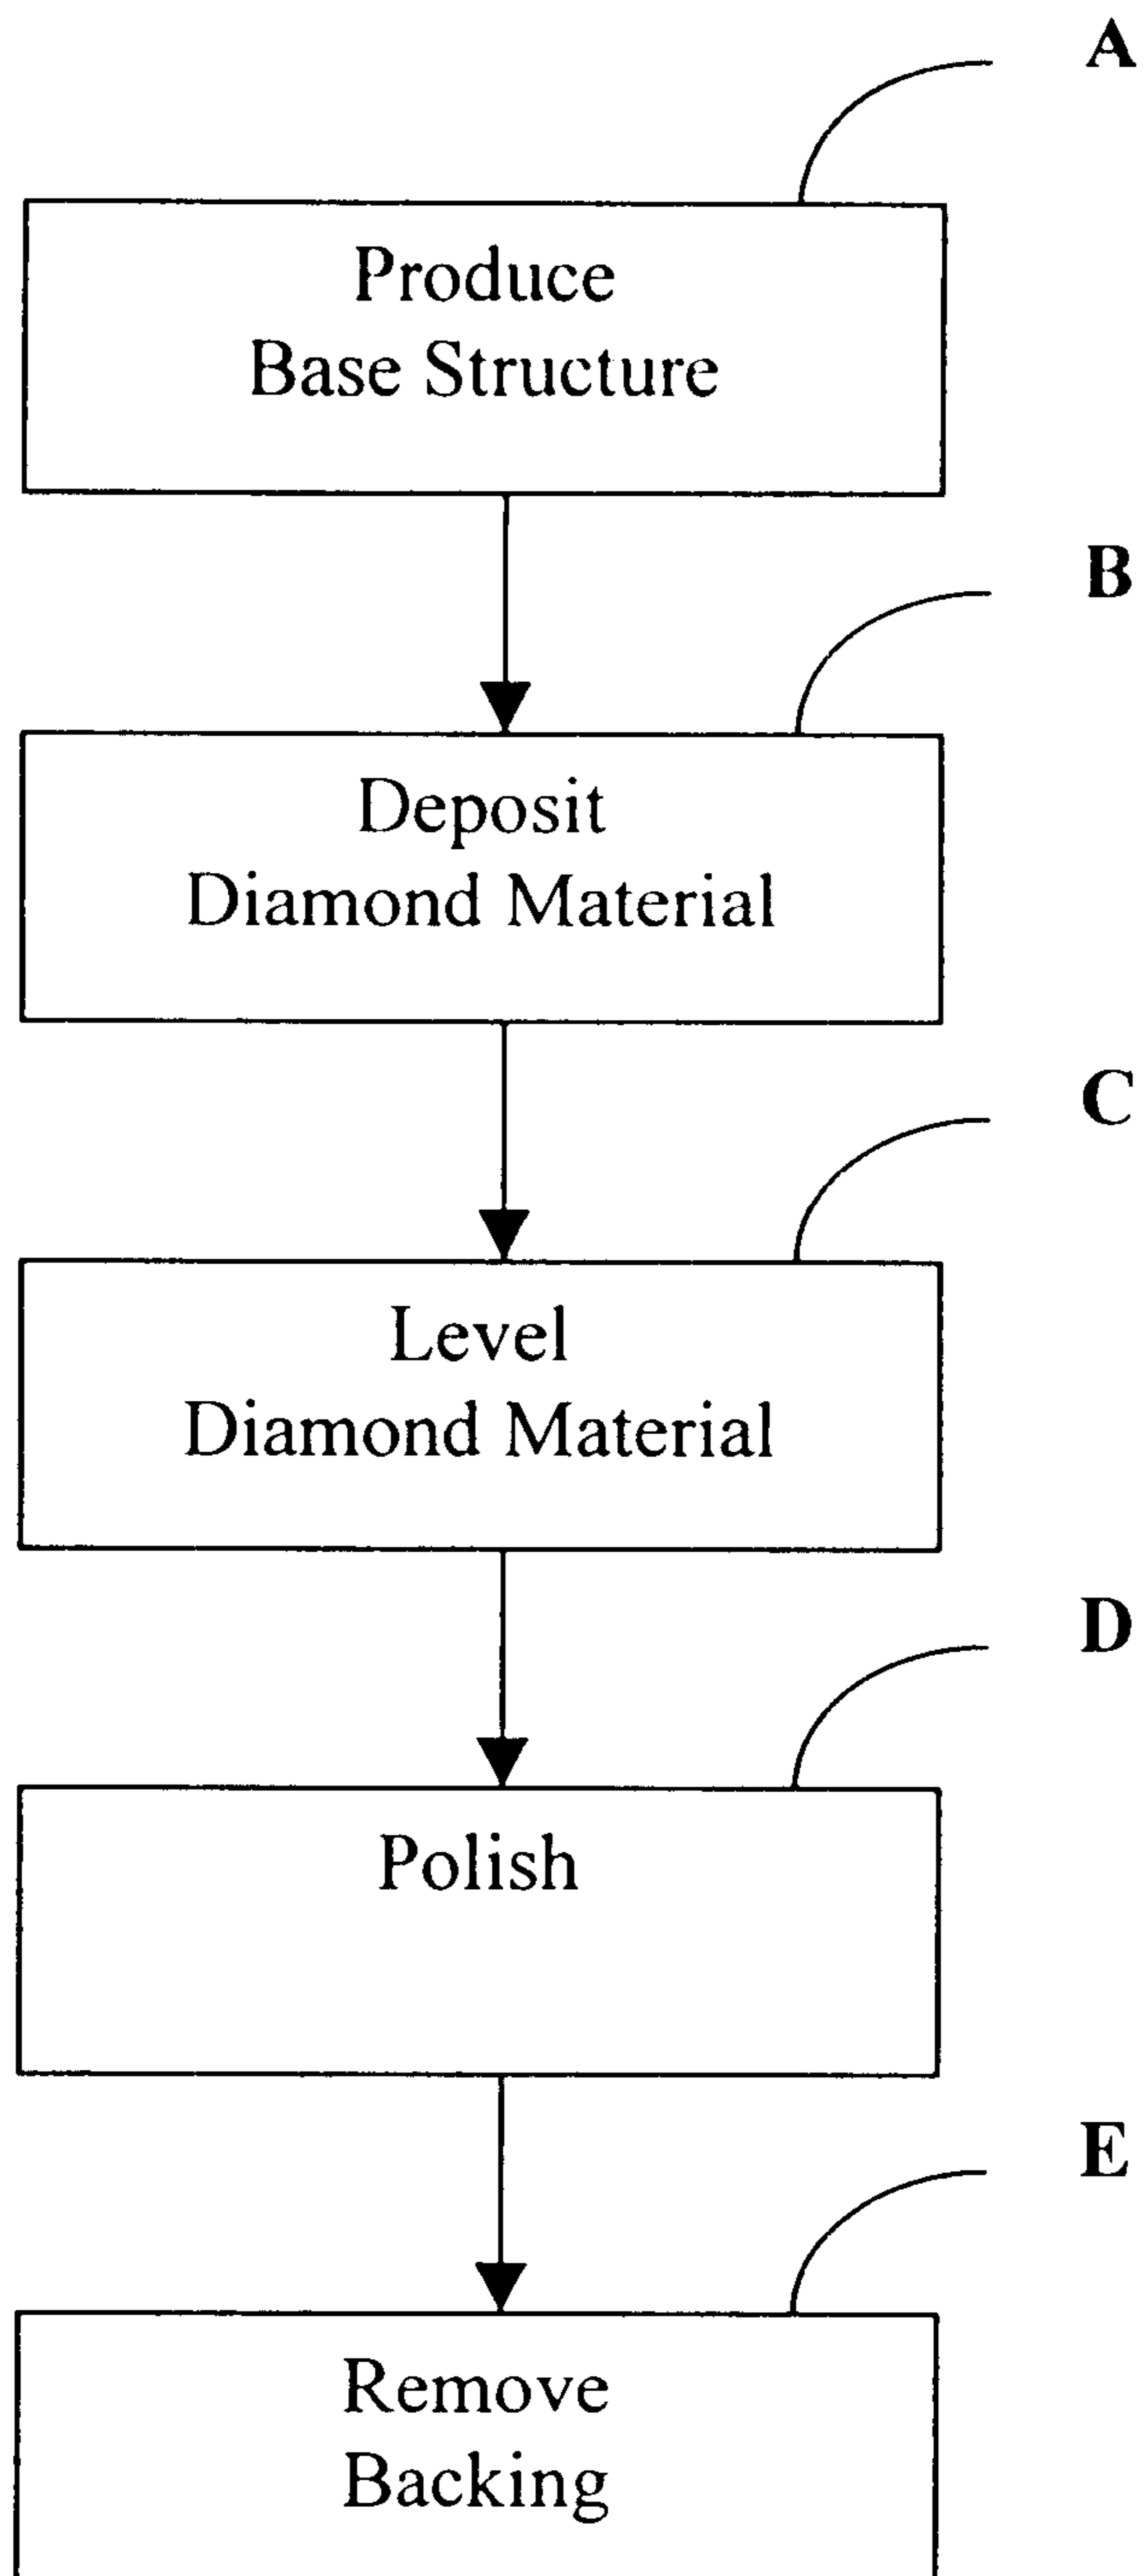 A
Produce
Base Structure
B
Deposit
Diamond Material
C
Level
Diamond Material
D
Polish
E
Remove
Backing